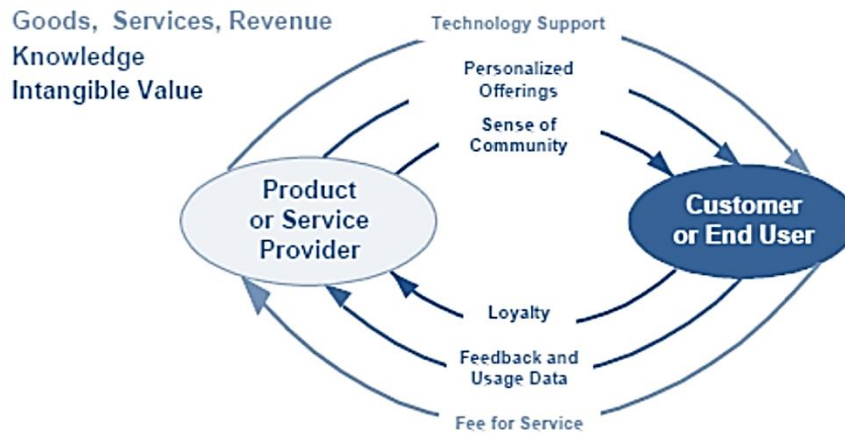 Goods, Services, Revenue
Knowledge
Intangible Value
Technology Support
Personalized
Offerings
Sense of
Community
Product
or Service
Provider
Customer
or End User
Loyalty
Feedback and
Usage Data
Fee for Service